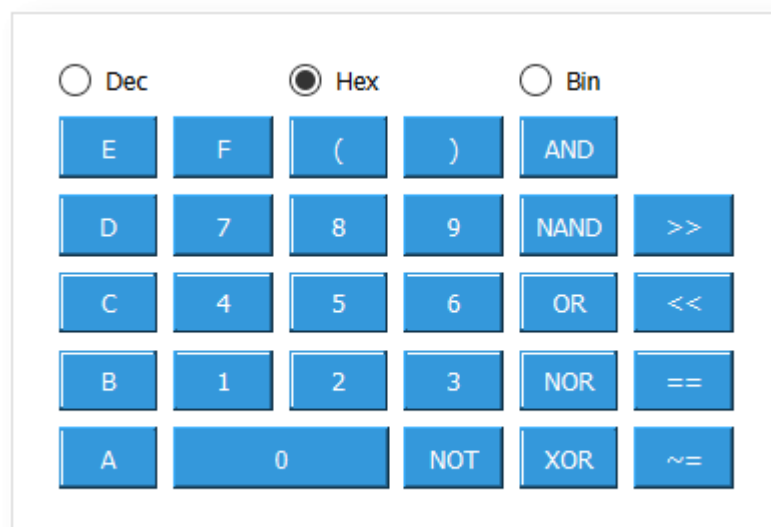 Dec Hex Bin
E F ( ) AND
D 7 8 9 NAND >>
C 4 5 6 OR <<
B 1 2 3 NOR ==
A 0 NOT XOR ~=